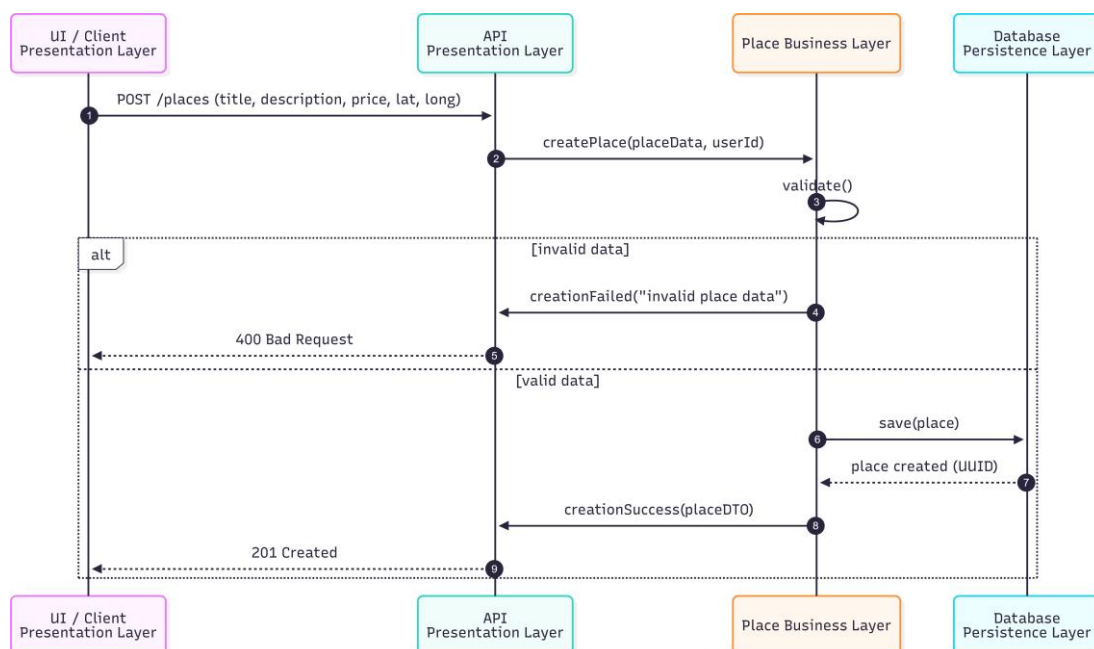 UI / Client
Presentation Layer
API
Presentation Layer
Place Business Layer
Database
Persistence Layer
1
POST /places (title, description, price, lat, long)
2
createPlace(placeData, userId)
validate()
3
alt
[invalid data]
creationFailed("invalid place data")
4
400 Bad Request
5
[valid data]
6
save(place)
place created (UUID)
7
creationSuccess(placeDTO)
8
201 Created
9
UI / Client
Presentation Layer
API
Presentation Layer
Place Business Layer
Database
Persistence Layer